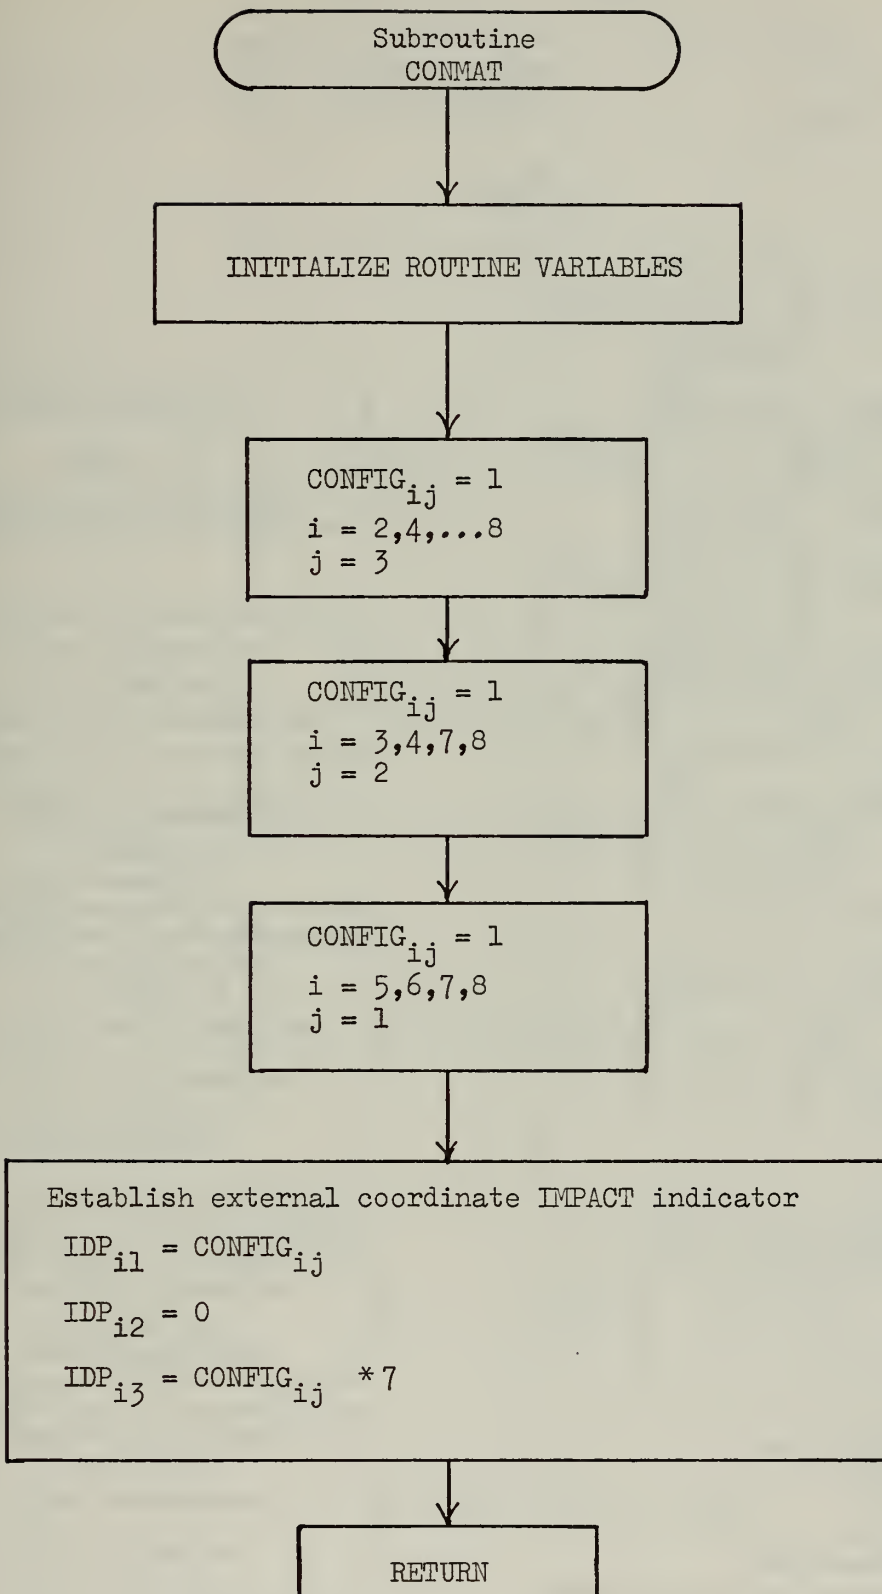 Subroutine
CONMAT
INITIALIZE ROUTINE VARIABLES
CONFIG_ij = 1
i = 2,4,...8
j = 3
CONFIG_ij = 1
i = 3,4,7,8
j = 2
CONFIG_ij = 1
i = 5,6,7,8
j = 1
Establish external coordinate IMPACT indicator
IDP_i1 = CONFIG_ij
IDP_i2 = 0
IDP_i3 = CONFIG_ij *7
RETURN